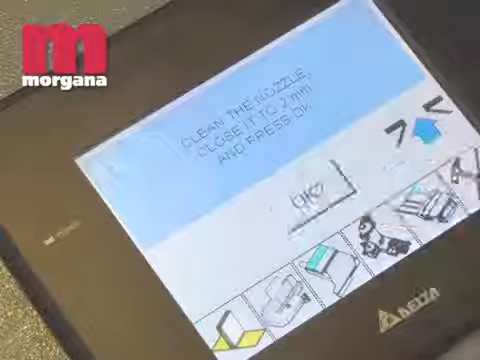 m
morgana
CLEAN THE NOZZLE,
CLOSE IT TO 2 mm
AND PRESS OK
OK?
DELTA